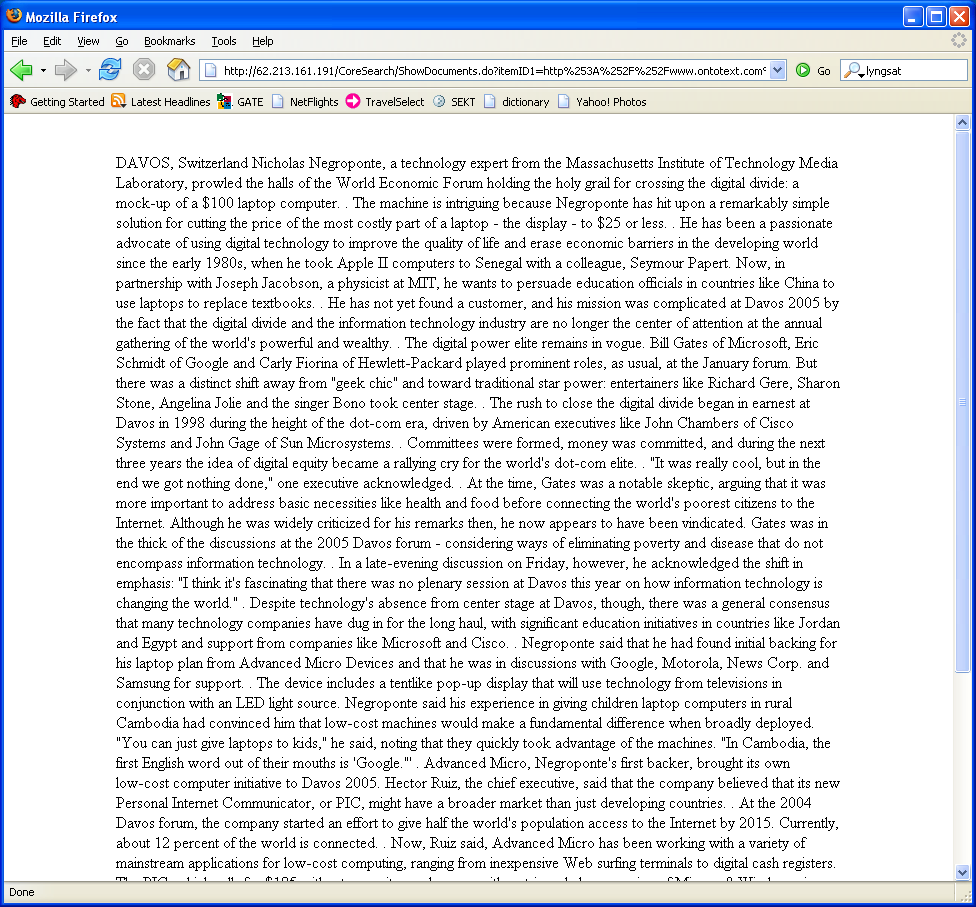 Mozilla Firefox
File Edit View Go Bookmarks Tools Help
http://62.213.161.191/CoreSearch/ShowDocuments.do?itemID1=http%253A%252F%252Fwww.ontotext.com% Go lyngsat
Getting Started Latest Headlines GATE NetFlights TravelSelect SEKT dictionary Yahoo! Photos
DAVOS, Switzerland Nicholas Negroponte, a technology expert from the Massachusetts Institute of Technology Media
Laboratory, prowled the halls of the World Economic Forum holding the holy grail for crossing the digital divide: a
mock-up of a $100 laptop computer. . The machine is intriguing because Negroponte has hit upon a remarkably simple
solution for cutting the price of the most costly part of a laptop - the display - to $25 or less. . He has been a passionate
advocate of using digital technology to improve the quality of life and erase economic barriers in the developing world
since the early 1980s, when he took Apple II computers to Senegal with a colleague, Seymour Papert. Now, in
partnership with Joseph Jacobson, a physicist at MIT, he wants to persuade education officials in countries like China to
use laptops to replace textbooks. . He has not yet found a customer, and his mission was complicated at Davos 2005 by
the fact that the digital divide and the information technology industry are no longer the center of attention at the annual
gathering of the world's powerful and wealthy. . The digital power elite remains in vogue. Bill Gates of Microsoft, Eric
Schmidt of Google and Carly Fiorina of Hewlett-Packard played prominent roles, as usual, at the January forum. But
there was a distinct shift away from "geek chic" and toward traditional star power: entertainers like Richard Gere, Sharon
Stone, Angelina Jolie and the singer Bono took center stage. . The rush to close the digital divide began in earnest at
Davos in 1998 during the height of the dot-com era, driven by American executives like John Chambers of Cisco
Systems and John Gage of Sun Microsystems. . Committees were formed, money was committed, and during the next
three years the idea of digital equity became a rallying cry for the world's dot-com elite. . "It was really cool, but in the
end we got nothing done," one executive acknowledged. . At the time, Gates was a notable skeptic, arguing that it was
more important to address basic necessities like health and food before connecting the world's poorest citizens to the
Internet. Although he was widely criticized for his remarks then, he now appears to have been vindicated. Gates was in
the thick of the discussions at the 2005 Davos forum - considering ways of eliminating poverty and disease that do not
encompass information technology. . In a late-evening discussion on Friday, however, he acknowledged the shift in
emphasis: "I think it's fascinating that there was no plenary session at Davos this year on how information technology is
changing the world." . Despite technology's absence from center stage at Davos, though, there was a general consensus
that many technology companies have dug in for the long haul, with significant education initiatives in countries like Jordan
and Egypt and support from companies like Microsoft and Cisco. . Negroponte said that he had found initial backing for
his laptop plan from Advanced Micro Devices and that he was in discussions with Google, Motorola, News Corp. and
Samsung for support. . The device includes a tentlike pop-up display that will use technology from televisions in
conjunction with an LED light source. Negroponte said his experience in giving children laptop computers in rural
Cambodia had convinced him that low-cost machines would make a fundamental difference when broadly deployed.
"You can just give laptops to kids," he said, noting that they quickly took advantage of the machines. "In Cambodia, the
first English word out of their mouths is 'Google."' . Advanced Micro, Negroponte's first backer, brought its own
low-cost computer initiative to Davos 2005. Hector Ruiz, the chief executive, said that the company believed that its new
Personal Internet Communicator, or PIC, might have a broader market than just developing countries. . At the 2004
Davos forum, the company started an effort to give half the world's population access to the Internet by 2015. Currently,
about 12 percent of the world is connected. . Now, Ruiz said, Advanced Micro has been working with a variety of
mainstream applications for low-cost computing, ranging from inexpensive Web surfing terminals to digital cash registers.
Done